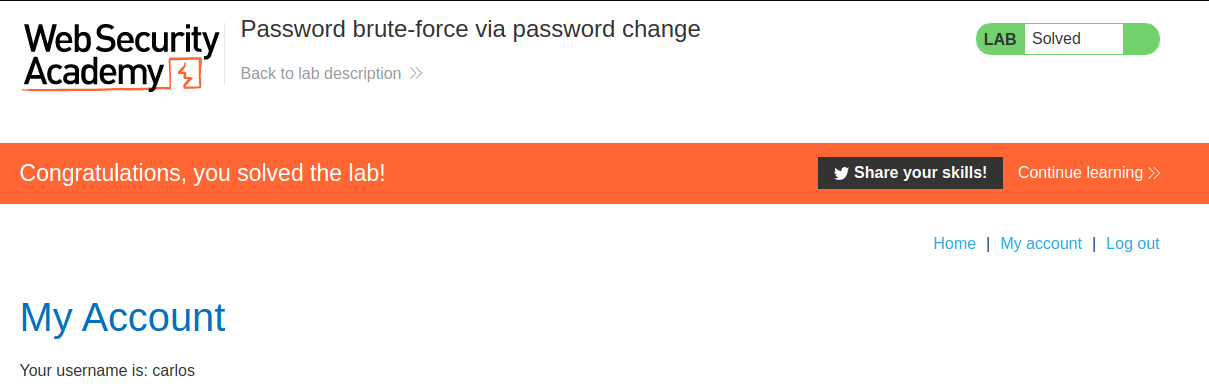 Web Security
Academy
Password brute-force via password change
Back to lab description
LAB Solved
Congratulations, you solved the lab!
Share your skills!
Continue learning
Home | My account | Log out
My Account
Your username is: carlos